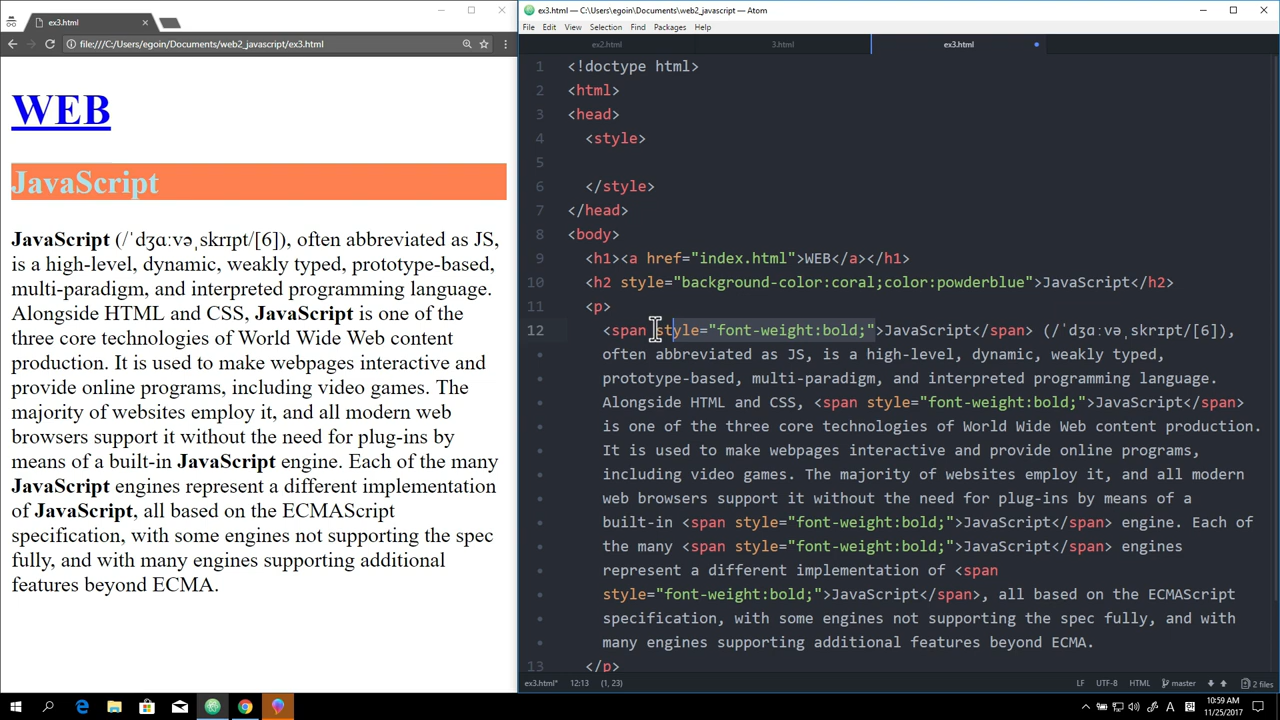 ex3.html
file:///C:/Users/egoin/Documents/web2_javascript/ex3.html
WEB
JavaScript
JavaScript (/ˈdʒɑːvəˌskrɪpt/[6]), often abbreviated as JS,
is a high-level, dynamic, weakly typed, prototype-based,
multi-paradigm, and interpreted programming language.
Alongside HTML and CSS, JavaScript is one of the
three core technologies of World Wide Web content
production. It is used to make webpages interactive and
provide online programs, including video games. The
majority of websites employ it, and all modern web
browsers support it without the need for plug-ins by
means of a built-in JavaScript engine. Each of the many
JavaScript engines represent a different implementation
of JavaScript, all based on the ECMAScript
specification, with some engines not supporting the spec
fully, and with many engines supporting additional
features beyond ECMA.
ex3.html — C:\Users\egoin\Documents\web2_javascript — Atom
File Edit View Selection Find Packages Help
ex2.html 3.html ex3.html
1 <!doctype html>
2 <html>
3 <head>
4 <style>
5
6 </style>
7 </head>
8 <body>
9 <h1><a href="index.html">WEB</a></h1>
10 <h2 style="background-color:coral;color:powderblue">JavaScript</h2>
11 <p>
12 <span style="font-weight:bold;">JavaScript</span> (/ˈdʒɑːvəˌskrɪpt/[6]),
often abbreviated as JS, is a high-level, dynamic, weakly typed,
prototype-based, multi-paradigm, and interpreted programming language.
Alongside HTML and CSS, <span style="font-weight:bold;">JavaScript</span>
is one of the three core technologies of World Wide Web content production.
It is used to make webpages interactive and provide online programs,
including video games. The majority of websites employ it, and all modern
web browsers support it without the need for plug-ins by means of a
built-in <span style="font-weight:bold;">JavaScript</span> engine. Each of
the many <span style="font-weight:bold;">JavaScript</span> engines
represent a different implementation of <span
style="font-weight:bold;">JavaScript</span>, all based on the ECMAScript
specification, with some engines not supporting the spec fully, and with
many engines supporting additional features beyond ECMA.
13 </p>
ex3.html* 12:13 (1, 23) LF UTF-8 HTML master 2 files
A 10:59 AM
11/25/2017